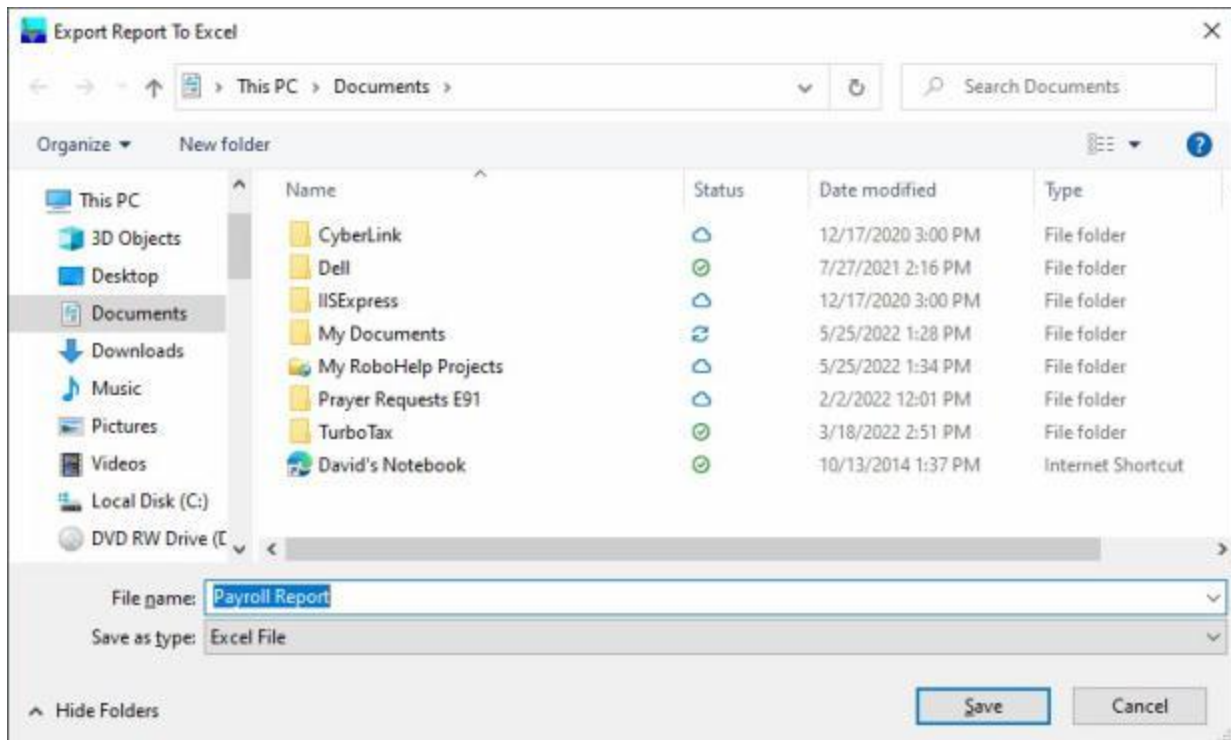 Export Report To Excel
This PC > Documents >
Search Documents
Organize
New folder
Name Status Date modified Type
This PC
3D Objects
Desktop
Documents
Downloads
Music
Pictures
Videos
Local Disk (C:)
DVD RW Drive (D
CyberLink 12/17/2020 3:00 PM File folder
Dell 7/27/2021 2:16 PM File folder
IISExpress 12/17/2020 3:00 PM File folder
My Documents 5/25/2022 1:28 PM File folder
My RoboHelp Projects 5/25/2022 1:34 PM File folder
Prayer Requests E91 2/2/2022 12:01 PM File folder
TurboTax 3/18/2022 2:51 PM File folder
David's Notebook 10/13/2014 1:37 PM Internet Shortcut
File name: Payroll Report
Save as type: Excel File
Hide Folders
Save
Cancel